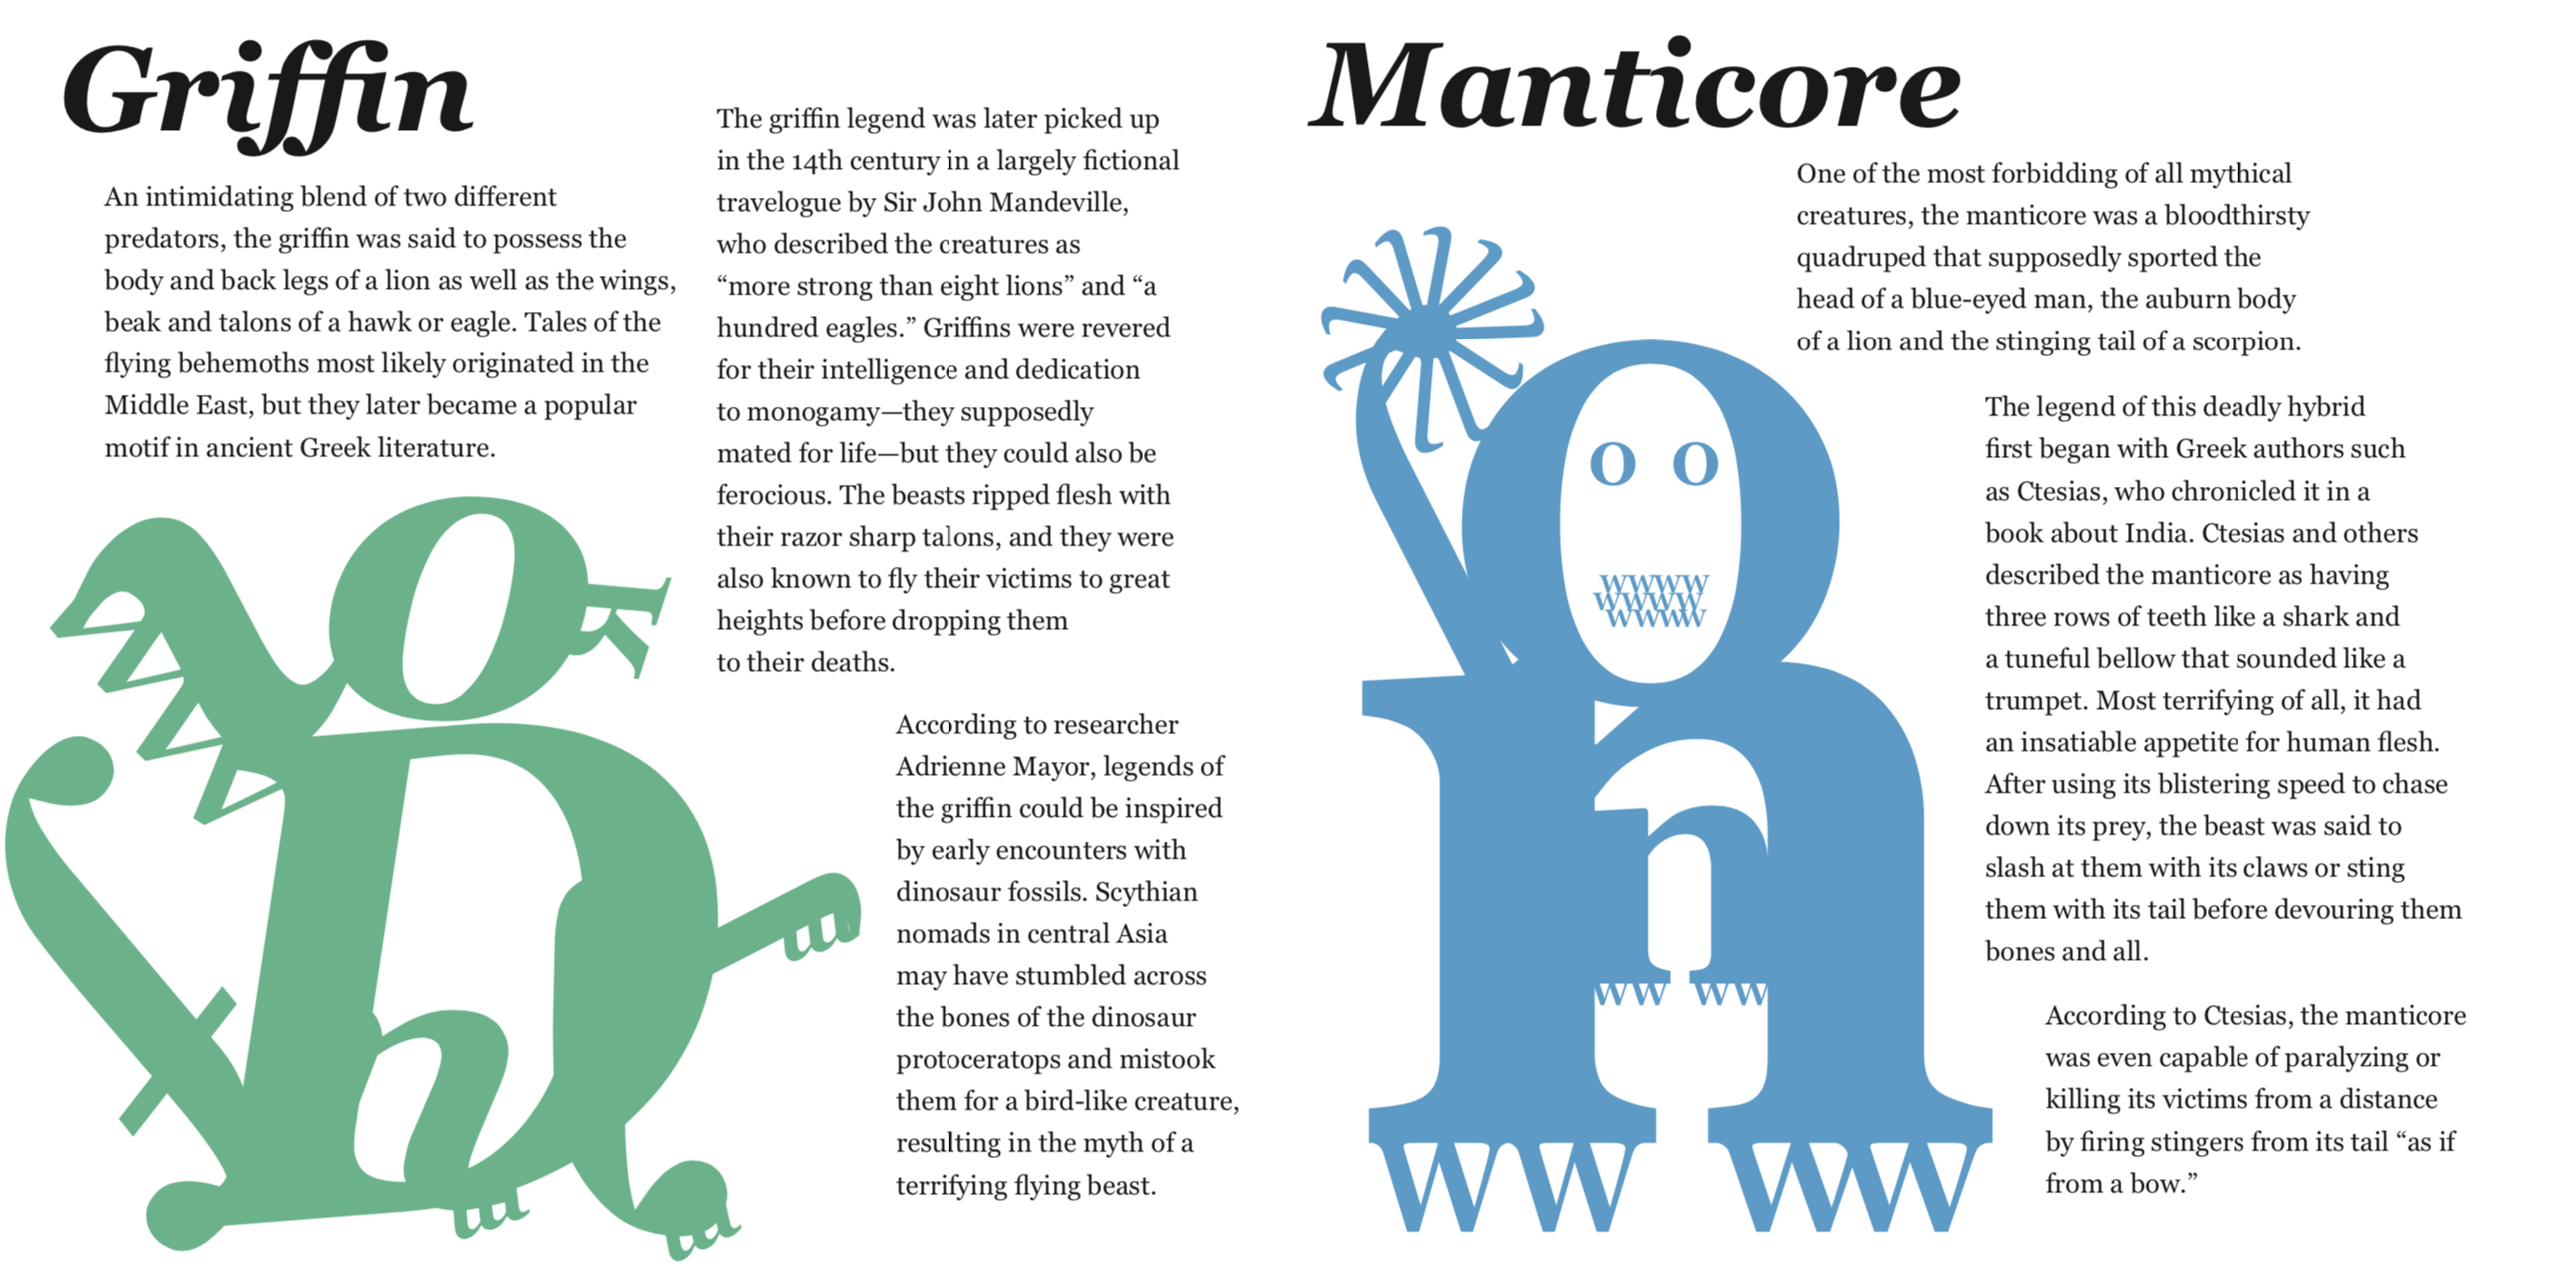 Griffin
An intimidating blend of two different
predators, the griffin was said to possess the
body and back legs of a lion as well as the wings,
beak and talons of a hawk or eagle. Tales of the
flying behemoths most likely originated in the
Middle East, but they later became a popular
motif in ancient Greek literature.
The griffin legend was later picked up
in the 14th century in a largely fictional
travelogue by Sir John Mandeville,
who described the creatures as
“more strong than eight lions” and “a
hundred eagles.” Griffins were revered
for their intelligence and dedication
to monogamy—they supposedly
mated for life—but they could also be
ferocious. The beasts ripped flesh with
their razor sharp talons, and they were
also known to fly their victims to great
heights before dropping them
to their deaths.
According to researcher
Adrienne Mayor, legends of
the griffin could be inspired
by early encounters with
dinosaur fossils. Scythian
nomads in central Asia
may have stumbled across
the bones of the dinosaur
protoceratops and mistook
them for a bird-like creature,
resulting in the myth of a
terrifying flying beast.
Manticore
One of the most forbidding of all mythical
creatures, the manticore was a bloodthirsty
quadruped that supposedly sported the
head of a blue-eyed man, the auburn body
of a lion and the stinging tail of a scorpion.
The legend of this deadly hybrid
first began with Greek authors such
as Ctesias, who chronicled it in a
book about India. Ctesias and others
described the manticore as having
three rows of teeth like a shark and
a tuneful bellow that sounded like a
trumpet. Most terrifying of all, it had
an insatiable appetite for human flesh.
After using its blistering speed to chase
down its prey, the beast was said to
slash at them with its claws or sting
them with its tail before devouring them
bones and all.
According to Ctesias, the manticore
was even capable of paralyzing or
killing its victims from a distance
by firing stingers from its tail “as if
from a bow.”